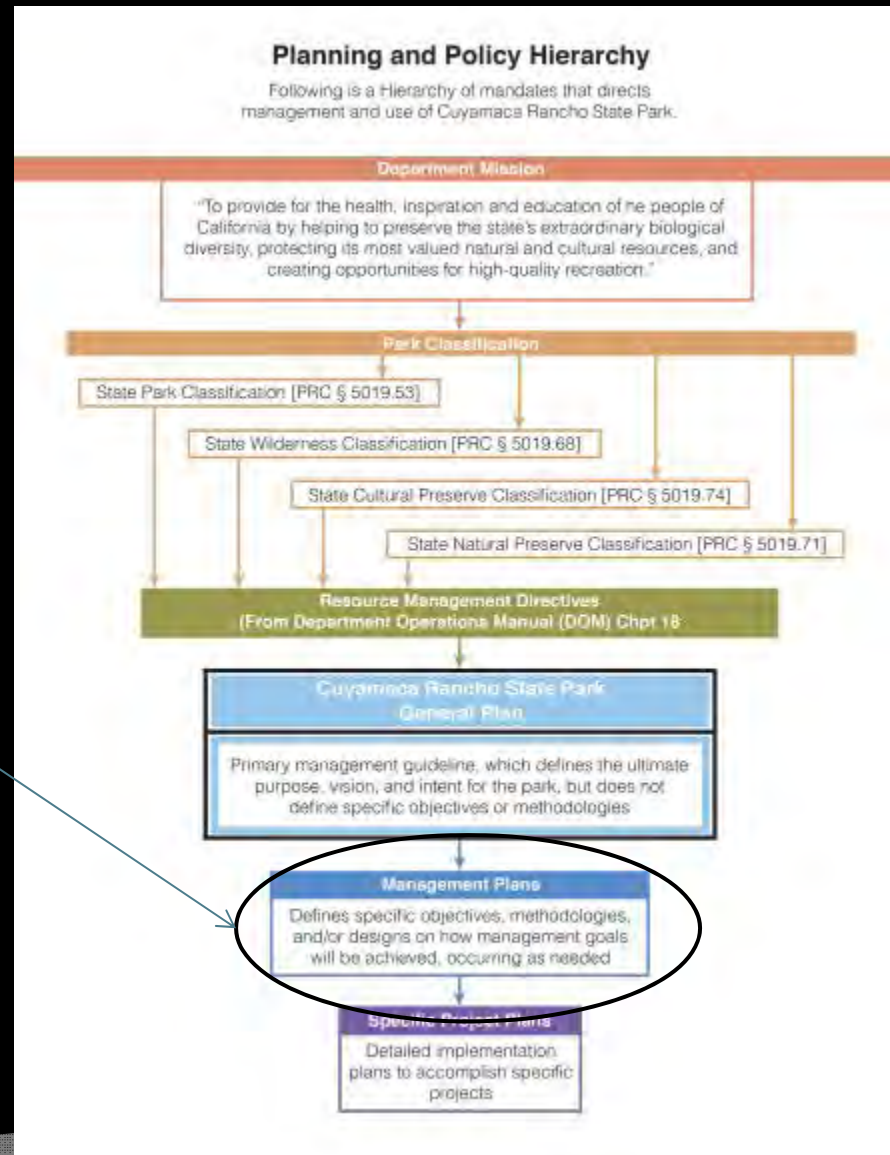 Planning and Policy Hierarchy
Following is a Hierarchy of mandates that directs
management and use of Cuyamaca Rancho State Park.
Department Mission
"To provide for the health, inspiration and education of he people of
California by helping to preserve the state's extraordinary biological
diversity, protecting its most valued natural and cultural resources, and
creating opportunities for high-quality recreation."
Park Classification
State Park Classification [PRC § 5019.53]
State Wilderness Classification [PRC § 5019.68]
State Cultural Preserve Classification [PRC § 5019.74]
State Natural Preserve Classification [PRC § 5019.71]
Resource Management Directives
(From Department Operations Manual (DOM) Chpt 18
Cuyamaca Rancho State Park
General Plan
Primary management guideline, which defines the ultimate
purpose, vision, and intent for the park, but does not
define specific objectives or methodologies
Management Plans
Defines specific objectives, methodologies,
and/or designs on how management goals
will be achieved, occurring as needed
Specific Project Plans
Detailed implementation
plans to accomplish specific
projects